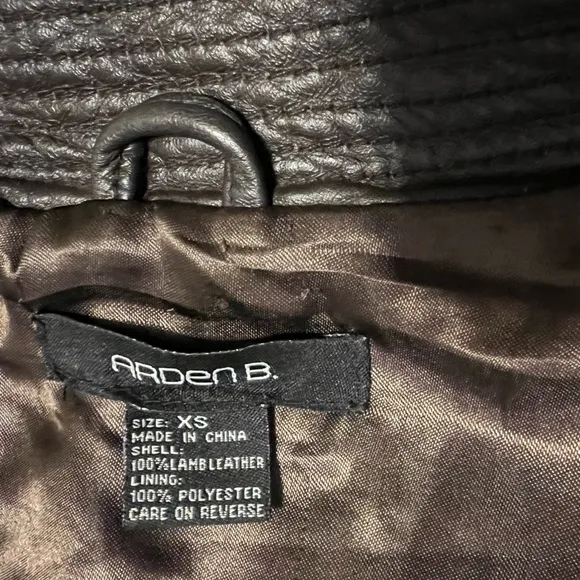 ARDEN B.
SIZE: XS
MADE IN CHINA
SHELL:
100% LAMB LEATHER
LINING:
100% POLYESTER
CARE ON REVERSE